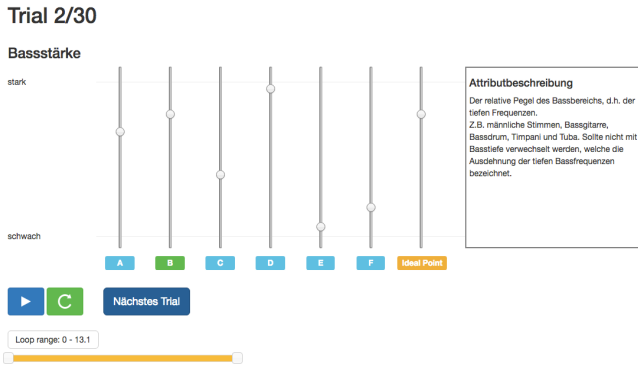 Trial 2/30
Bassstärke
stark
schwach
A B C D E F Ideal Point
Attributbeschreibung
Der relative Pegel des Bassbereichs, d.h. der
tiefen Frequenzen.
Z.B. männliche Stimmen, Bassgitarre,
Bassdrum, Timpani und Tuba. Sollte nicht mit
Basstiefe verwechselt werden, welche die
Ausdehnung der tiefen Bassfrequenzen
bezeichnet.
Nächstes Trial
Loop range: 0 - 13.1